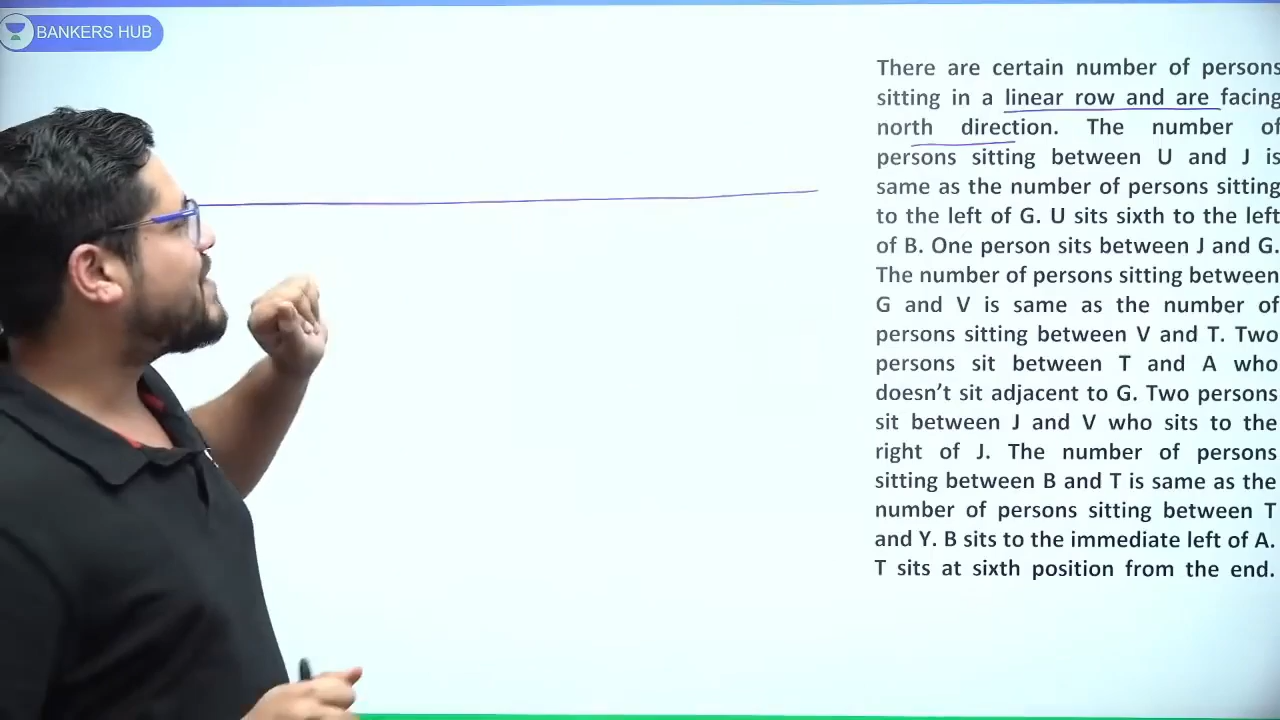 BANKERS HUB
There are certain number of persons
sitting in a linear row and are facing
north direction. The number of
persons sitting between U and J is
same as the number of persons sitting
to the left of G. U sits sixth to the left
of B. One person sits between J and G.
The number of persons sitting between
G and V is same as the number of
persons sitting between V and T. Two
persons sit between T and A who
doesn't sit adjacent to G. Two persons
sit between J and V who sits to the
right of J. The number of persons
sitting between B and T is same as the
number of persons sitting between T
and Y. B sits to the immediate left of A.
T sits at sixth position from the end.